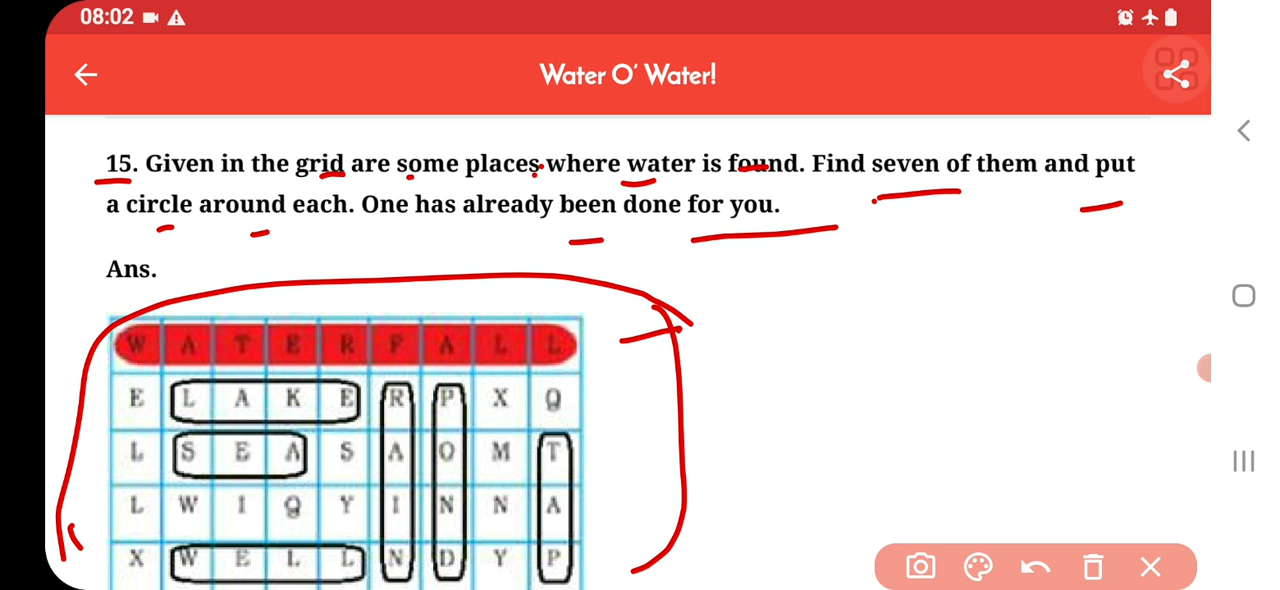 08:02
Water O' Water!
15. Given in the grid are some places where water is found. Find seven of them and put
a circle around each. One has already been done for you.
Ans.
W A T E R F A L L
E L A K E R P X Q
L S E A S A O M T
L W I Q Y I N N A
X W E L L N D Y P